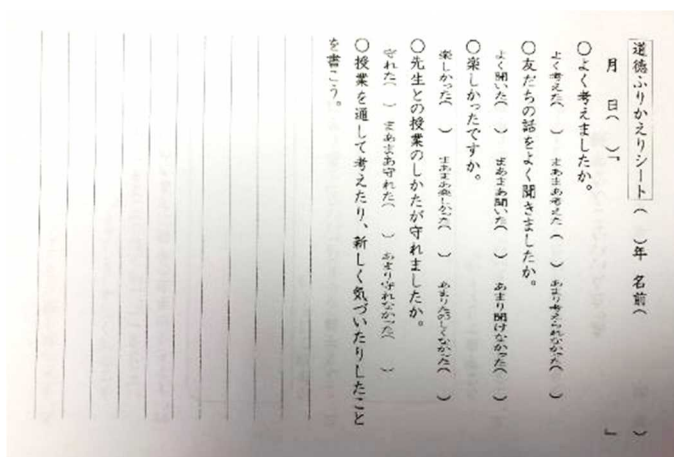 道徳ふりかえりシート（　　）年 名前（　　　　　）
月　日（　）「　　　　　　　　　　　」
○よく考えましたか。
よく考えた（　　）　まあまあ考えた（　　）　あまり考えられなかった（　　）
○友だちの話をよく聞きましたか。
よく聞いた（　　）　まあまあ聞いた（　　）　あまり聞けなかった（　　）
○楽しかったですか。
楽しかった（　　）　まあまあ楽しかった（　　）　あまりたのしくなかった（　　）
○先生との授業のしかたが守れましたか。
守れた（　　）　まあまあ守れた（　　）　あまり守れなかった（　　）
○授業を通して考えたり、新しく気づいたりしたこと
を書こう。